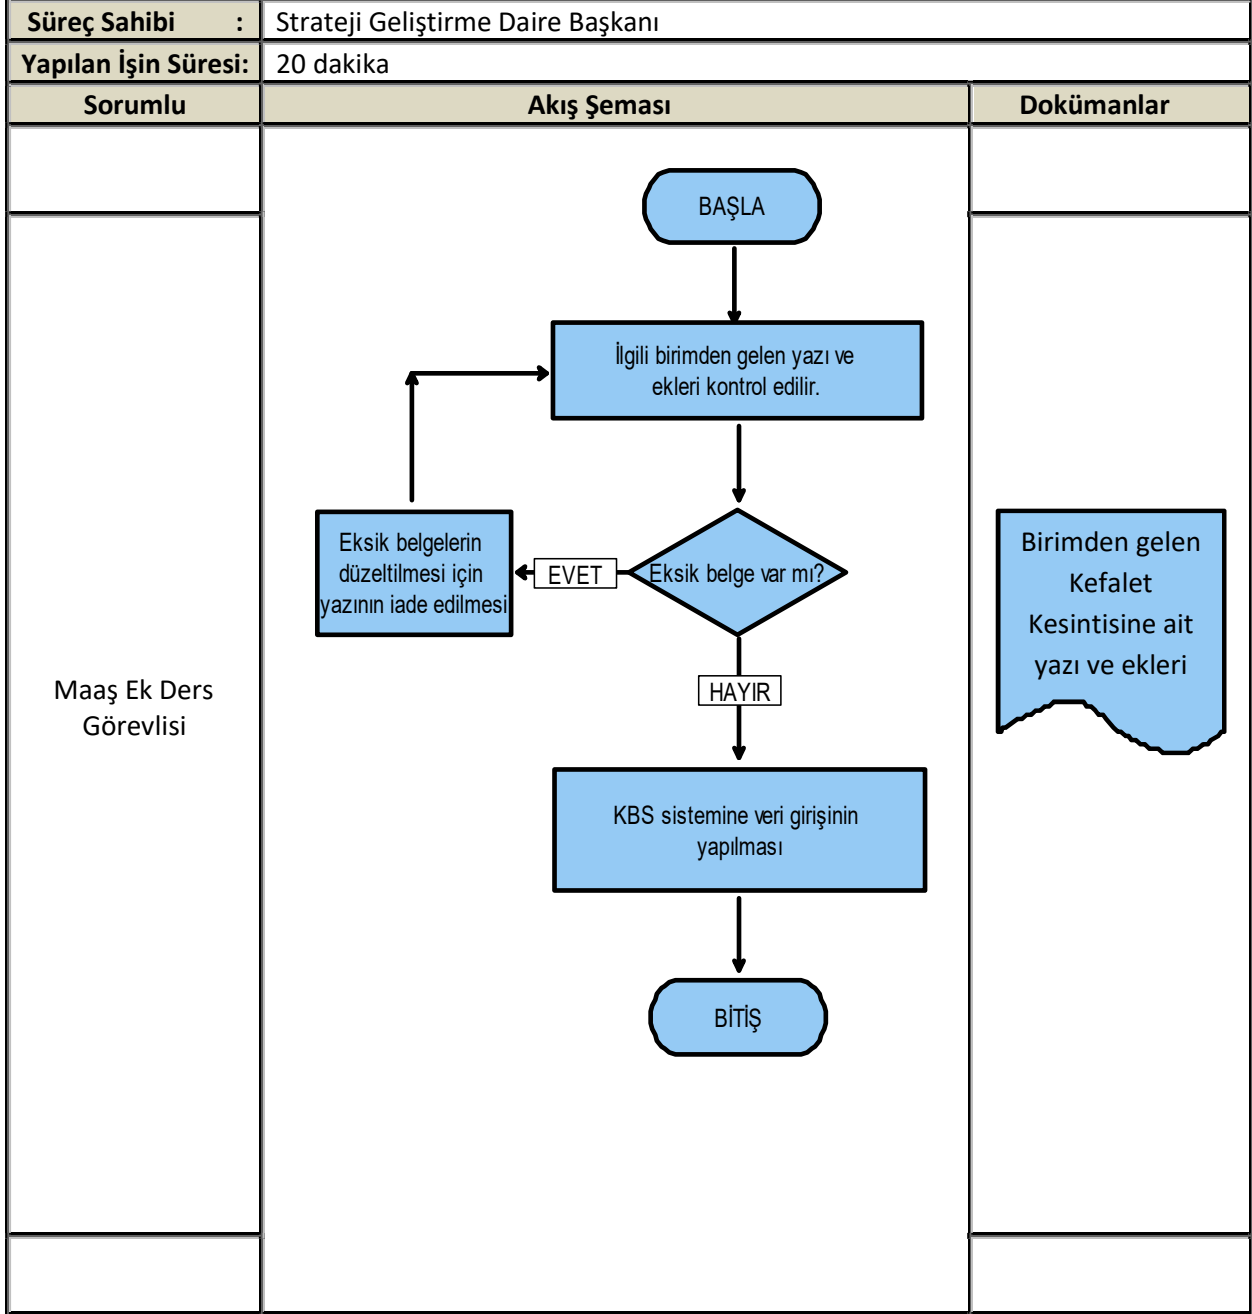 Süreç Sahibi : Strateji Geliştirme Daire Başkanı
Yapılan İşin Süresi: 20 dakika
Sorumlu Akış Şeması Dokümanlar
BAŞLA
İlgili birimden gelen yazı ve
ekleri kontrol edilir.
Eksik belgelerin
düzeltilmesi için
yazının iade edilmesi
EVET
Eksik belge var mı?
HAYIR
Birimden gelen
Kefalet
Kesintisine ait
yazı ve ekleri
Maaş Ek Ders
Görevlisi
KBS sistemine veri girişinin
yapılması
BİTİŞ